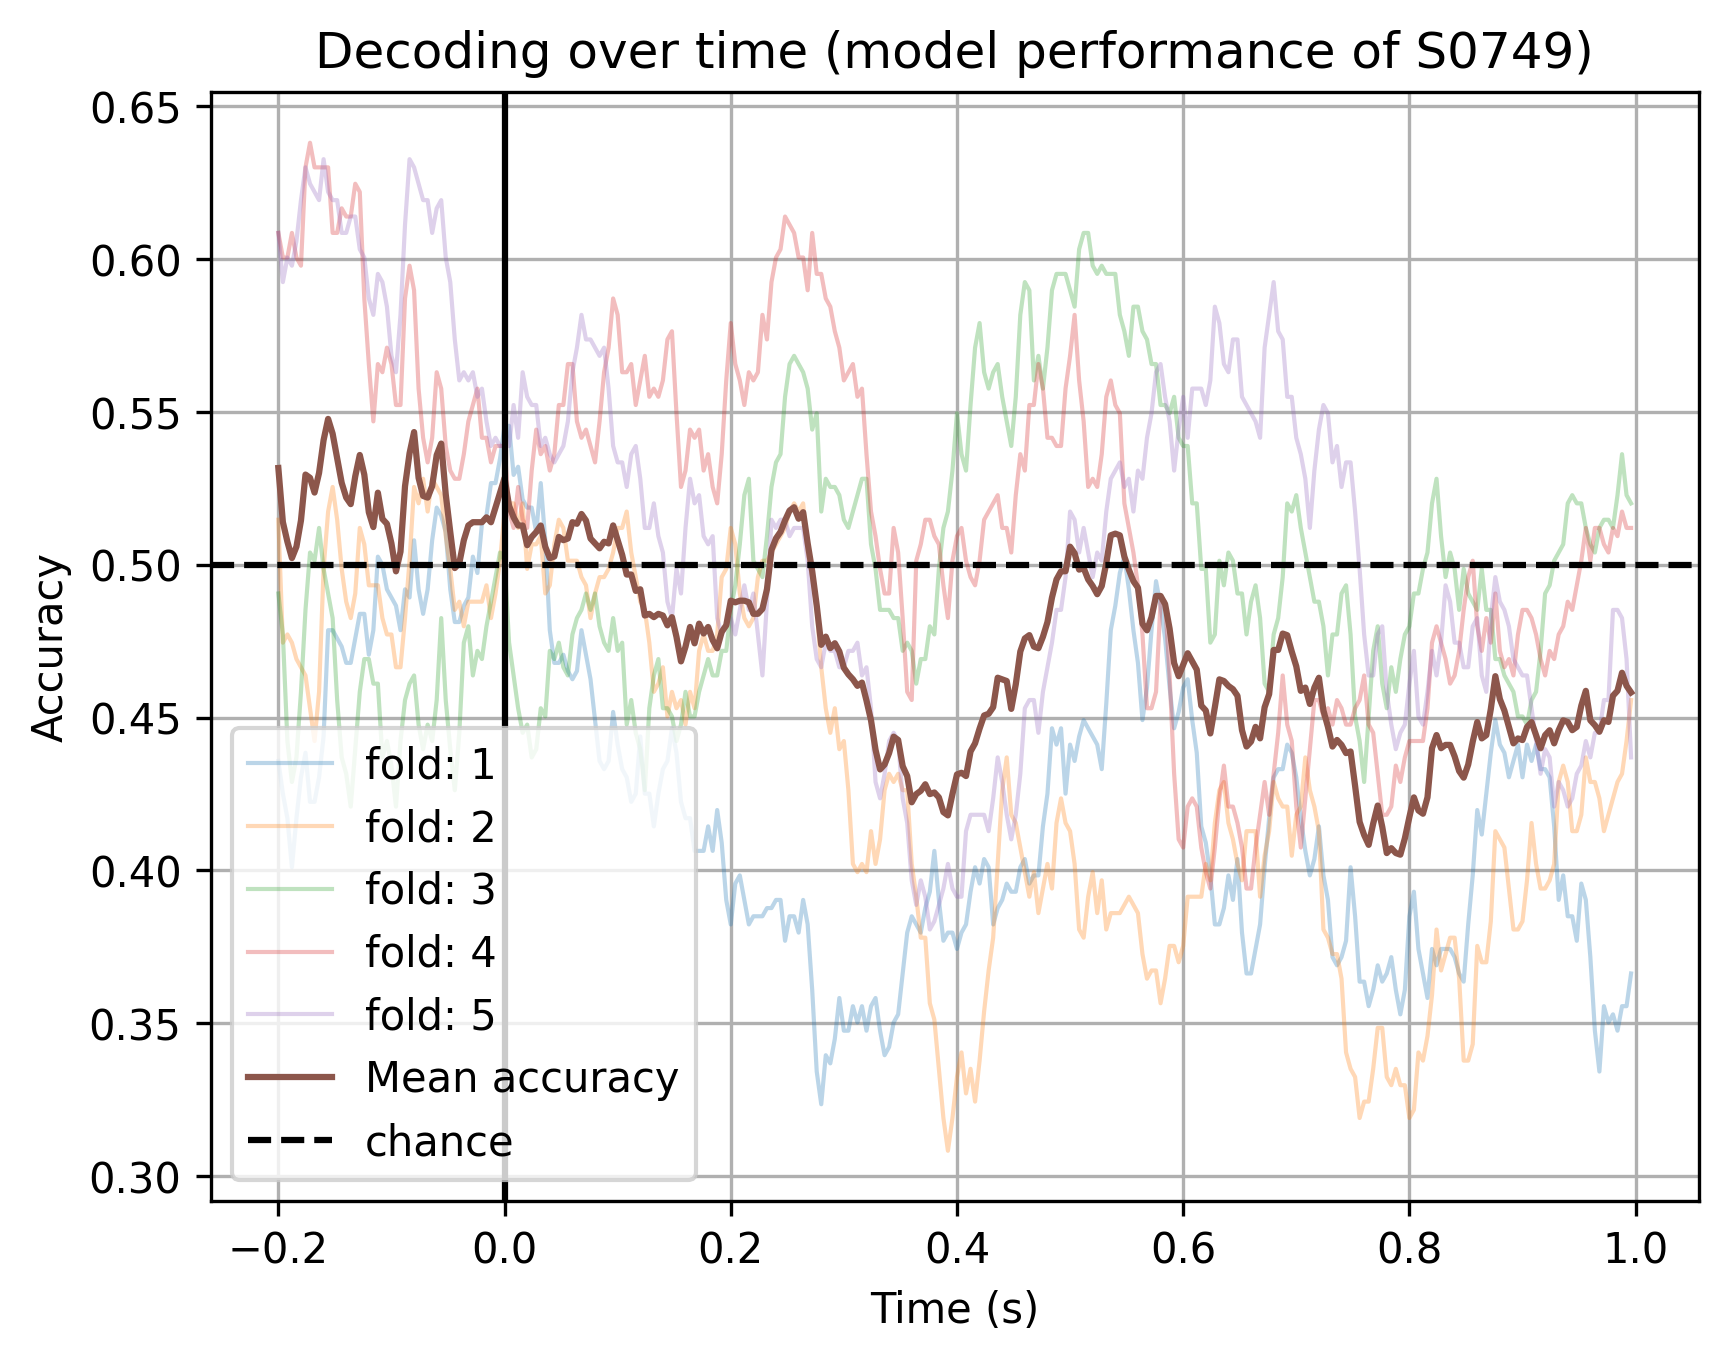 Decoding over time (model performance of S0749)
Accuracy
0.65
0.60
0.55
0.50
0.45
0.40
0.35
0.30
fold: 1
fold: 2
fold: 3
fold: 4
fold: 5
Mean accuracy
chance
−0.2 0.0 0.2 0.4 0.6 0.8 1.0
Time (s)